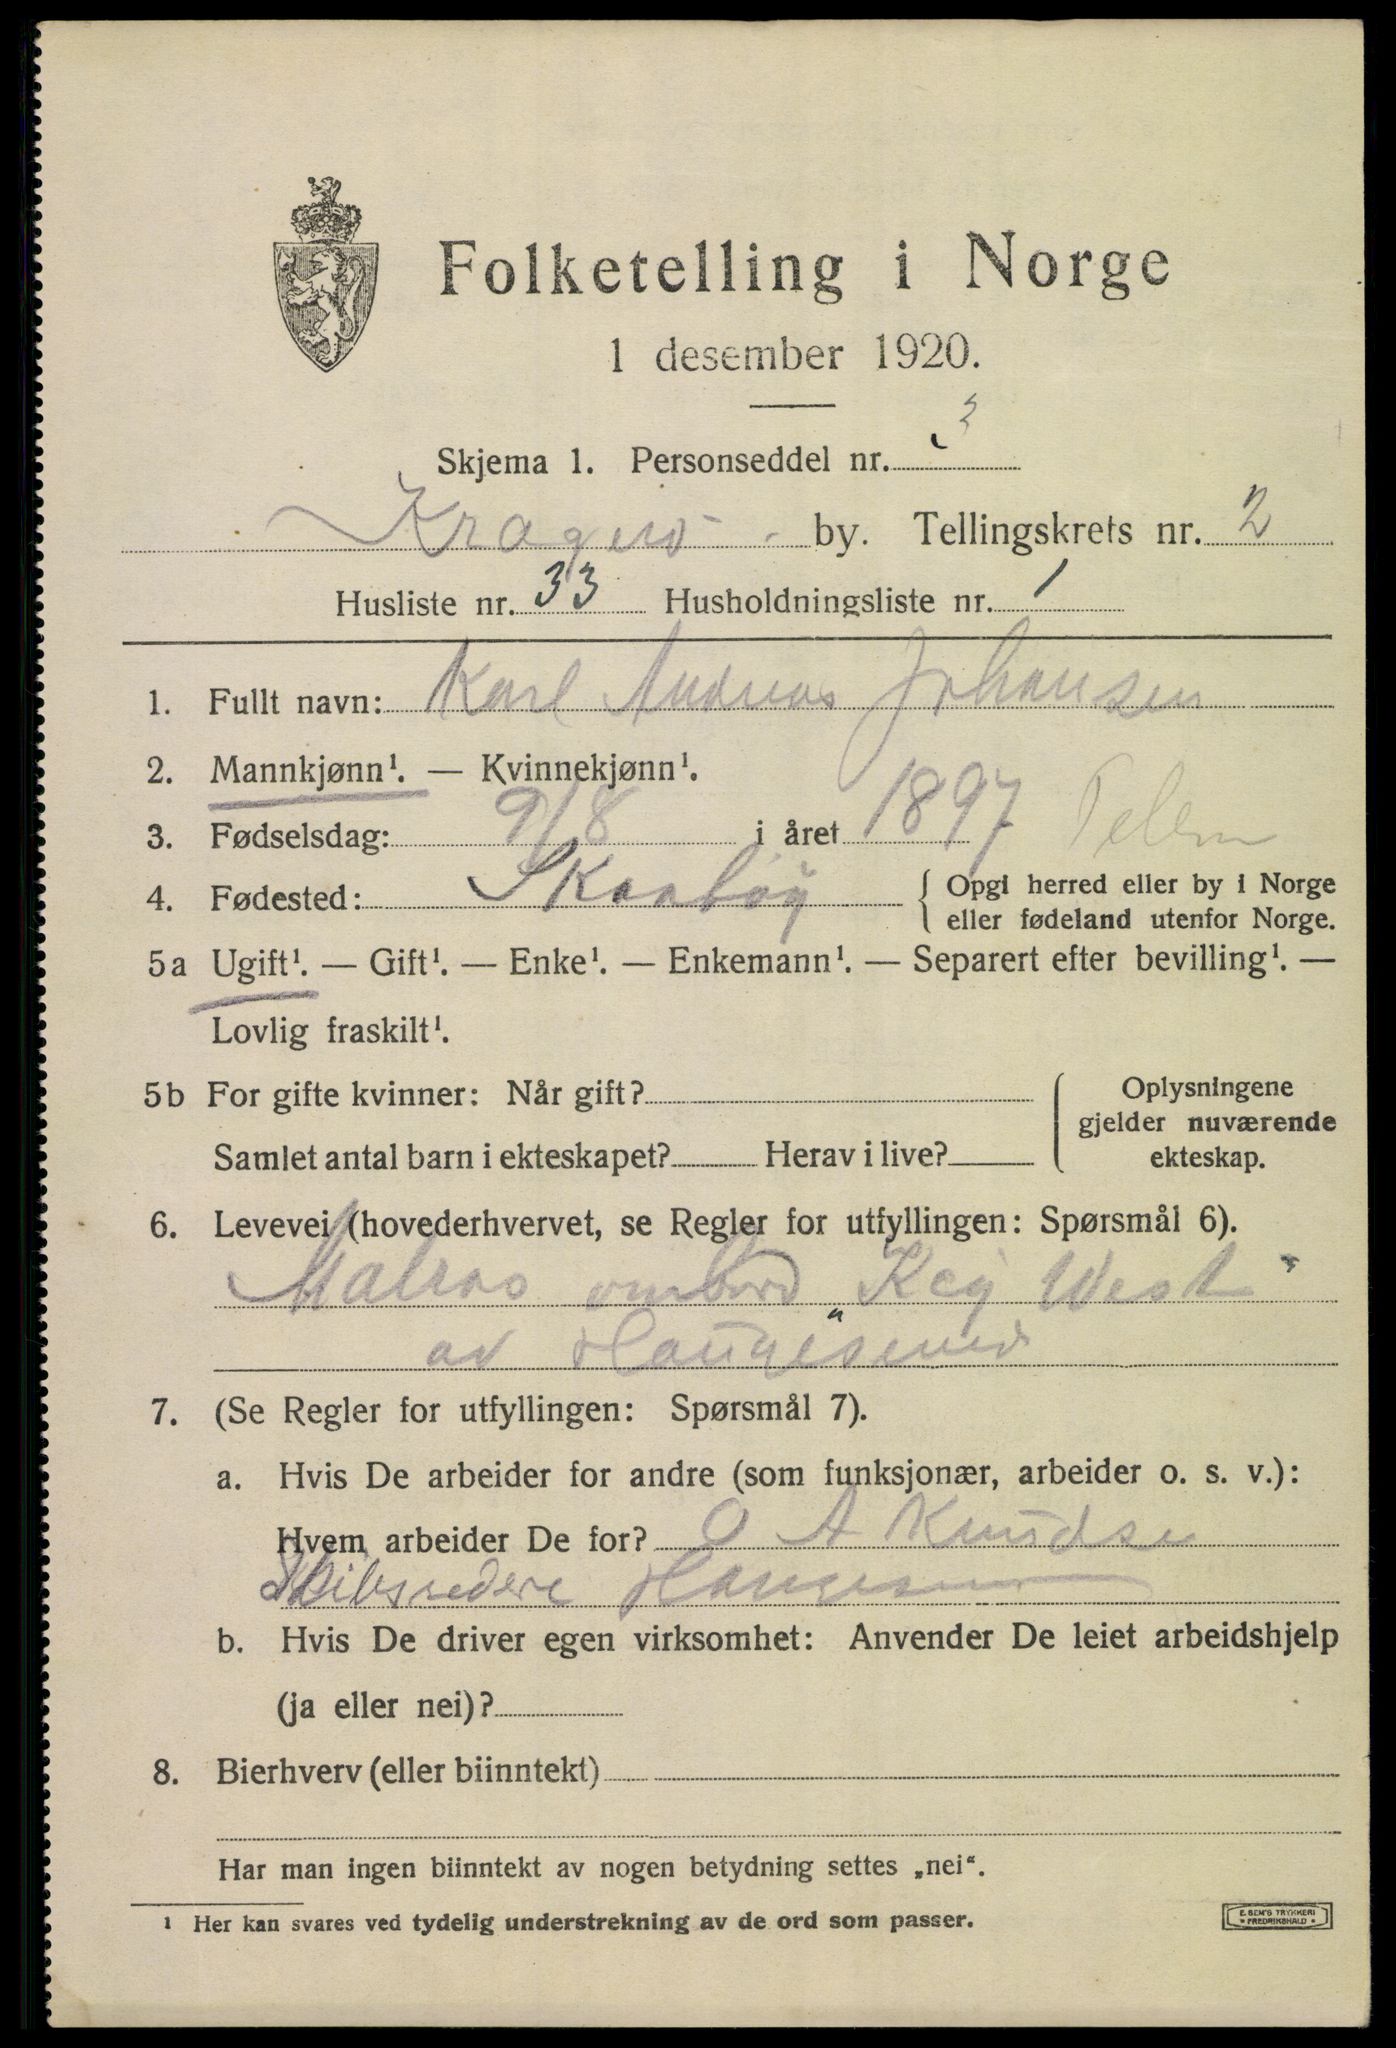 Folketelling i Norge
1 desember 1920.
Skjema 1. Personseddel nr. 3
Kragerø by. Tellingskrets nr. 2
Husliste nr. 33 Husholdningsliste nr. 1
1. Fullt navn: Karl Andreas Johansen
2. Mannkjønn¹. — Kvinnekjønn¹.
3. Fødselsdag: 9/8 i året 1897 Telem
4. Fødested: Skaatöy { Opgi herred eller by i Norge
eller fødeland utenfor Norge.
5a Ugift¹. — Gift¹. — Enke¹. — Enkemann¹. — Separert efter bevilling¹. —
Lovlig fraskilt¹.
5b For gifte kvinner: Når gift? { Oplysningene
gjelder nuværende
Samlet antal barn i ekteskapet? Herav i live? ekteskap.
6. Levevei (hovederhvervet, se Regler for utfyllingen: Spørsmål 6).
Matros ombord "Key West"
av Haugesund
7. (Se Regler for utfyllingen: Spørsmål 7).
a. Hvis De arbeider for andre (som funksjonær, arbeider o. s. v.):
Hvem arbeider De for? O A Knudsen
Skibsredere Haugesund
b. Hvis De driver egen virksomhet: Anvender De leiet arbeidshjelp
(ja eller nei)?
8. Bierhverv (eller biinntekt)
Har man ingen biinntekt av nogen betydning settes „nei“.
1 Her kan svares ved tydelig understrekning av de ord som passer.
E. SEM'S TRYKKERI
* FREDRIKSHALD *